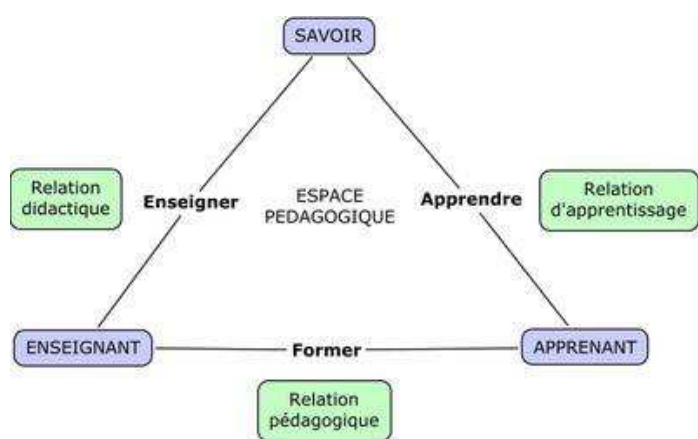 SAVOIR
Relation
didactique
Enseigner
ESPACE
PEDAGOGIQUE
Apprendre
Relation
d'apprentissage
ENSEIGNANT
Former
APPRENANT
Relation
pédagogique